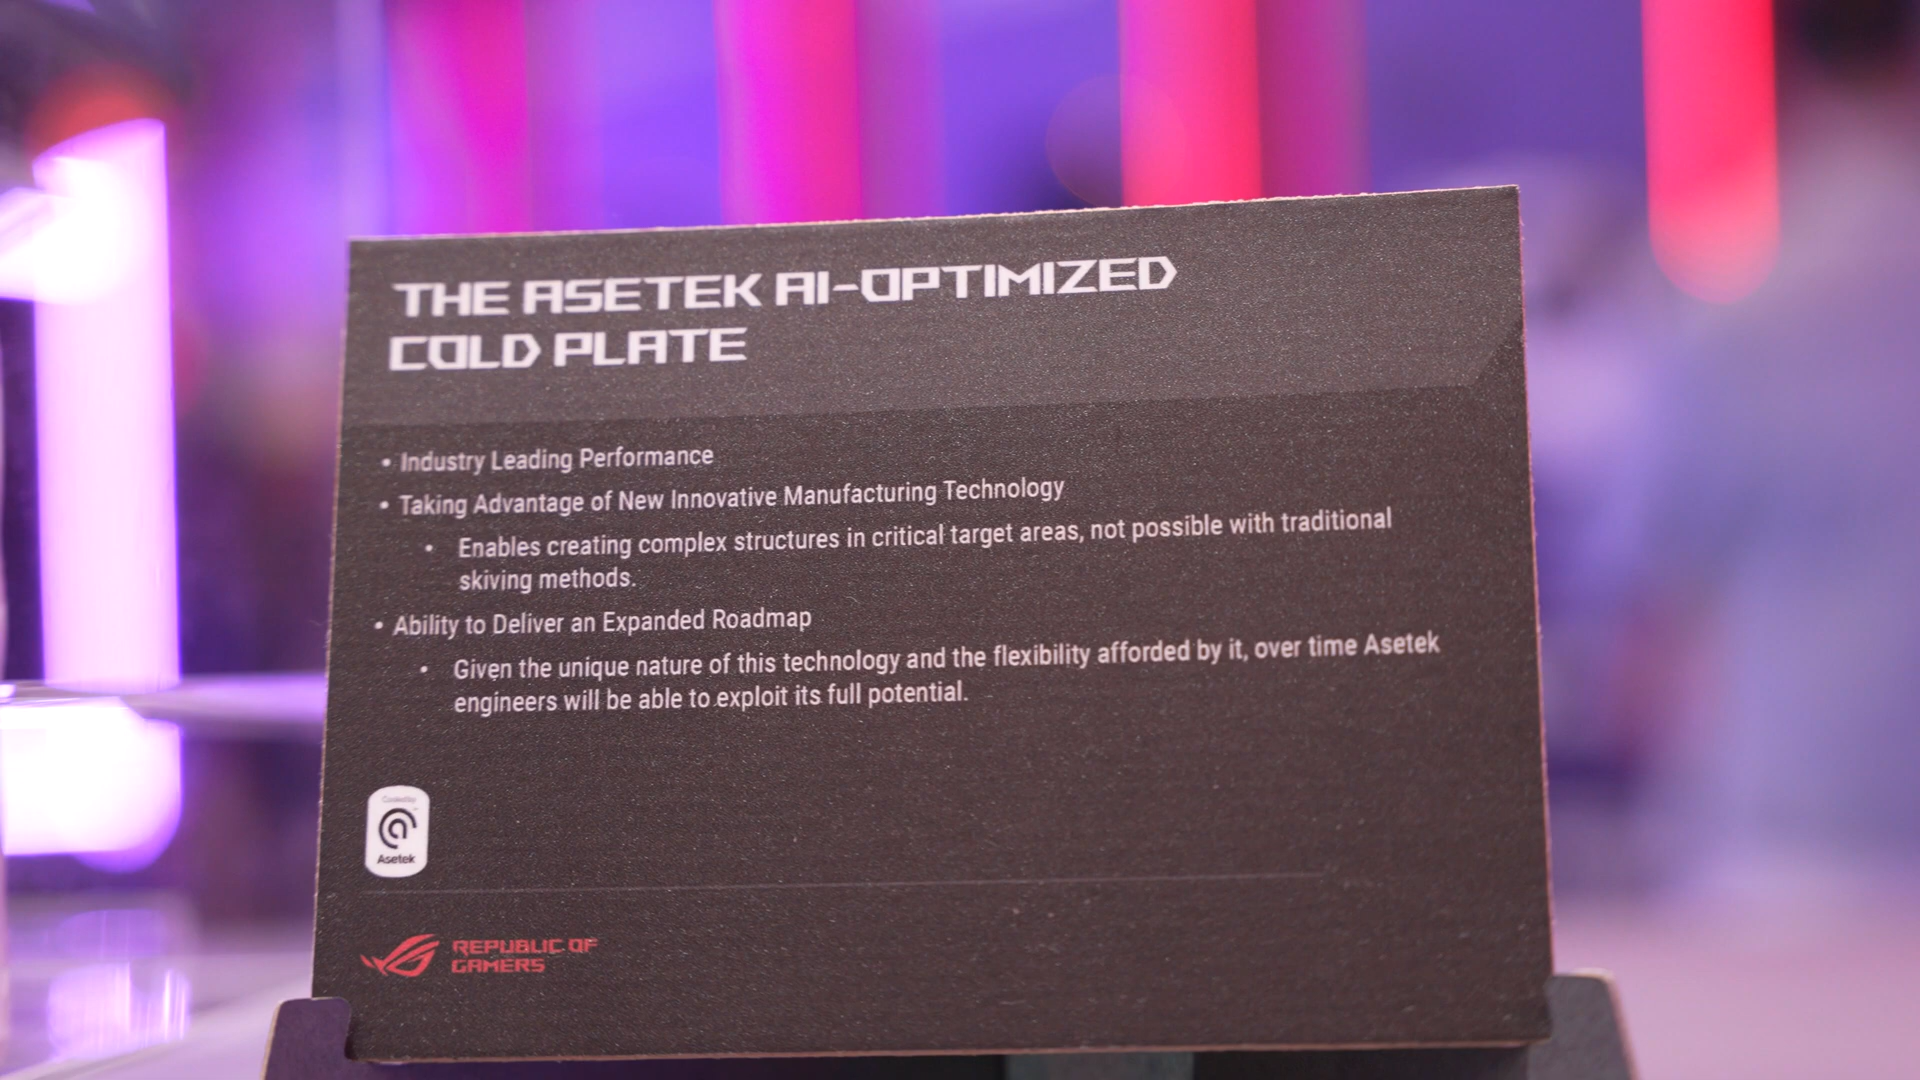 THE ASETEK AI-OPTIMIZED
COLD PLATE
• Industry Leading Performance
• Taking Advantage of New Innovative Manufacturing Technology
• Enables creating complex structures in critical target areas, not possible with traditional
skiving methods.
• Ability to Deliver an Expanded Roadmap
• Given the unique nature of this technology and the flexibility afforded by it, over time Asetek
engineers will be able to exploit its full potential.
Cooled by
Asetek
REPUBLIC OF
GAMERS